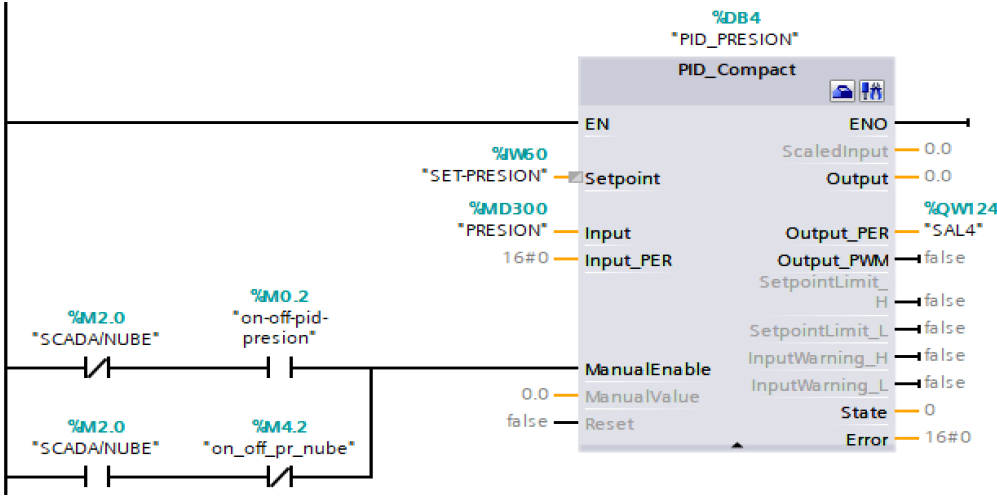 %DB4
"PID_PRESION"
PID_Compact
EN
ENO
ScaledInput
0.0
%IW60
"SET-PRESION"
Setpoint
Output
0.0
%MD300
"PRESION"
Input
Output_PER
%QW124
"SAL4"
16#0
Input_PER
Output_PWM
false
SetpointLimit_
H
false
SetpointLimit_L
false
InputWarning_H
false
InputWarning_L
false
%M2.0
"SCADA/NUBE"
%M0.2
"on-off-pid-
presion"
ManualEnable
0.0
ManualValue
State
0
false
Reset
Error
16#0
%M2.0
"SCADA/NUBE"
%M4.2
"on_off_pr_nube"